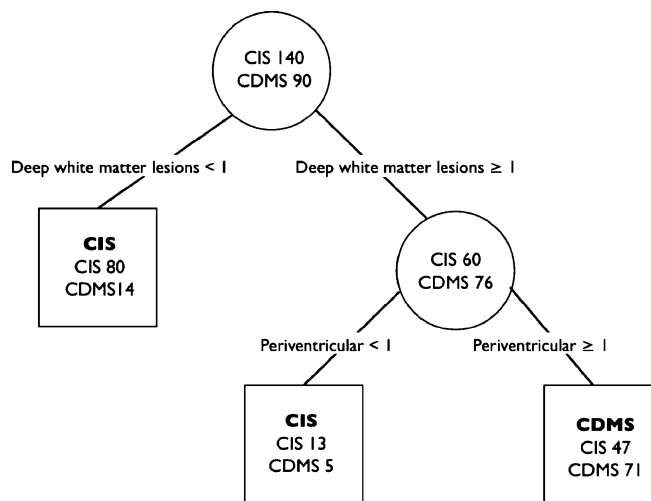 CIS 140
CDMS 90
Deep white matter lesions < 1
Deep white matter lesions ≥ 1
CIS
CIS 80
CDMS14
CIS 60
CDMS 76
Periventricular < 1
Periventricular ≥ 1
CIS
CIS 13
CDMS 5
CDMS
CIS 47
CDMS 71